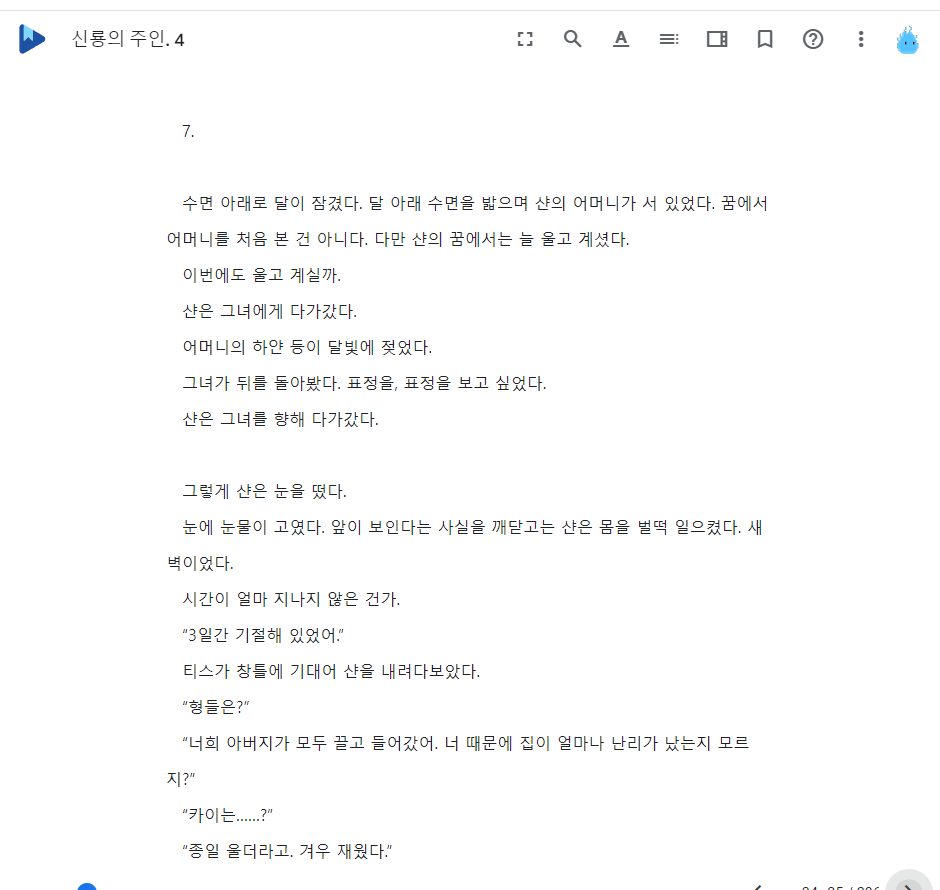 신룡의 주인. 4
7.
수면 아래로 달이 잠겼다. 달 아래 수면을 밟으며 샨의 어머니가 서 있었다. 꿈에서
어머니를 처음 본 건 아니다. 다만 샨의 꿈에서는 늘 울고 계셨다.
이번에도 울고 계실까.
샨은 그녀에게 다가갔다.
어머니의 하얀 등이 달빛에 젖었다.
그녀가 뒤를 돌아봤다. 표정을, 표정을 보고 싶었다.
샨은 그녀를 향해 다가갔다.
그렇게 샨은 눈을 떴다.
눈에 눈물이 고였다. 앞이 보인다는 사실을 깨닫고는 샨은 몸을 벌떡 일으켰다. 새
벽이었다.
시간이 얼마 지나지 않은 건가.
“3일간 기절해 있었어.”
티스가 창틀에 기대어 샨을 내려다보았다.
“형들은?”
“너희 아버지가 모두 끌고 들어갔어. 너 때문에 집이 얼마나 난리가 났는지 모르
지?”
“카이는……?”
“종일 울더라고. 겨우 재웠다.”